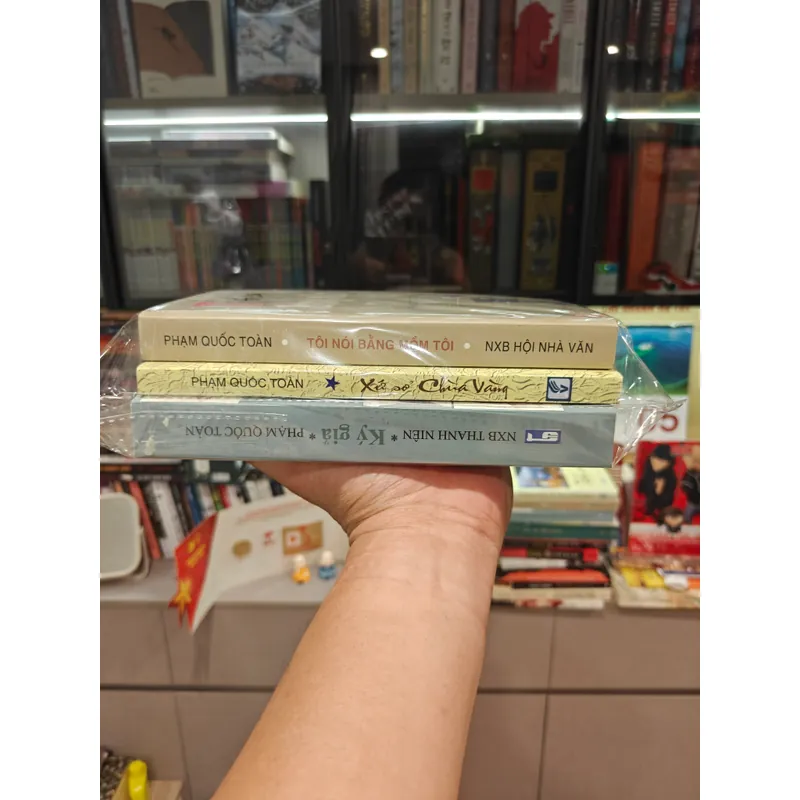 PHẠM QUỐC TOÀN • TÔI NÓI BẰNG MỒM TÔI • NXB HỘI NHÀ VĂN
PHẠM QUỐC TOÀN ★ Xứ sở Chùa Vàng
NXB THANH NIÊN * Ký giả * PHẠM QUỐC TOÀN